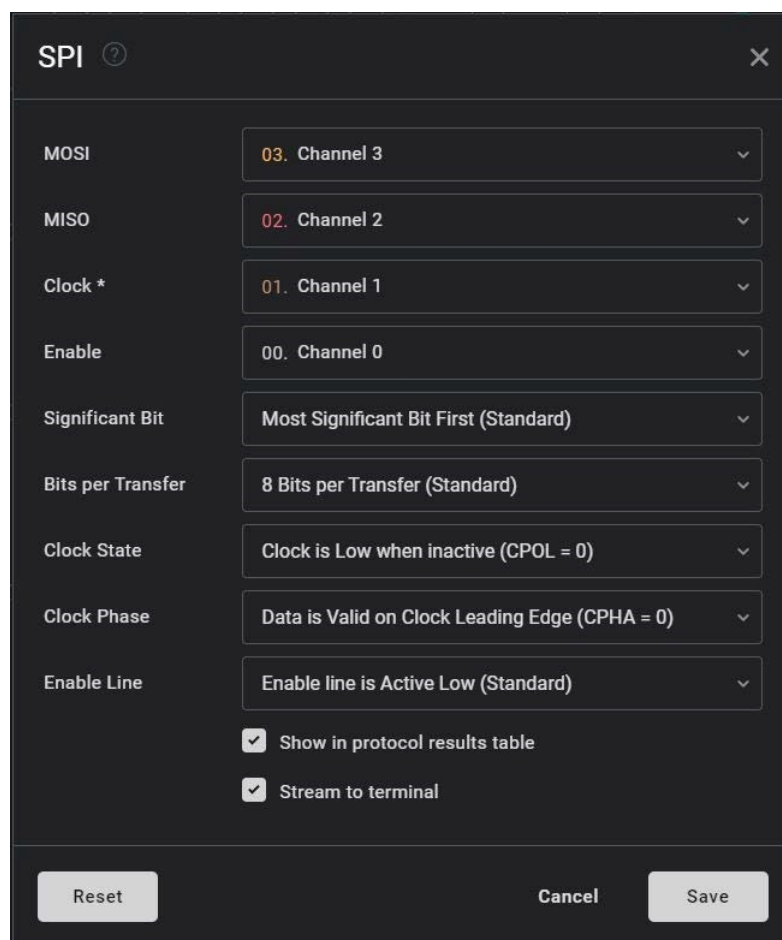 SPI ?
MOSI 03. Channel 3
MISO 02. Channel 2
Clock * 01. Channel 1
Enable 00. Channel 0
Significant Bit Most Significant Bit First (Standard)
Bits per Transfer 8 Bits per Transfer (Standard)
Clock State Clock is Low when inactive (CPOL = 0)
Clock Phase Data is Valid on Clock Leading Edge (CPHA = 0)
Enable Line Enable line is Active Low (Standard)
Show in protocol results table
Stream to terminal
Reset Cancel Save